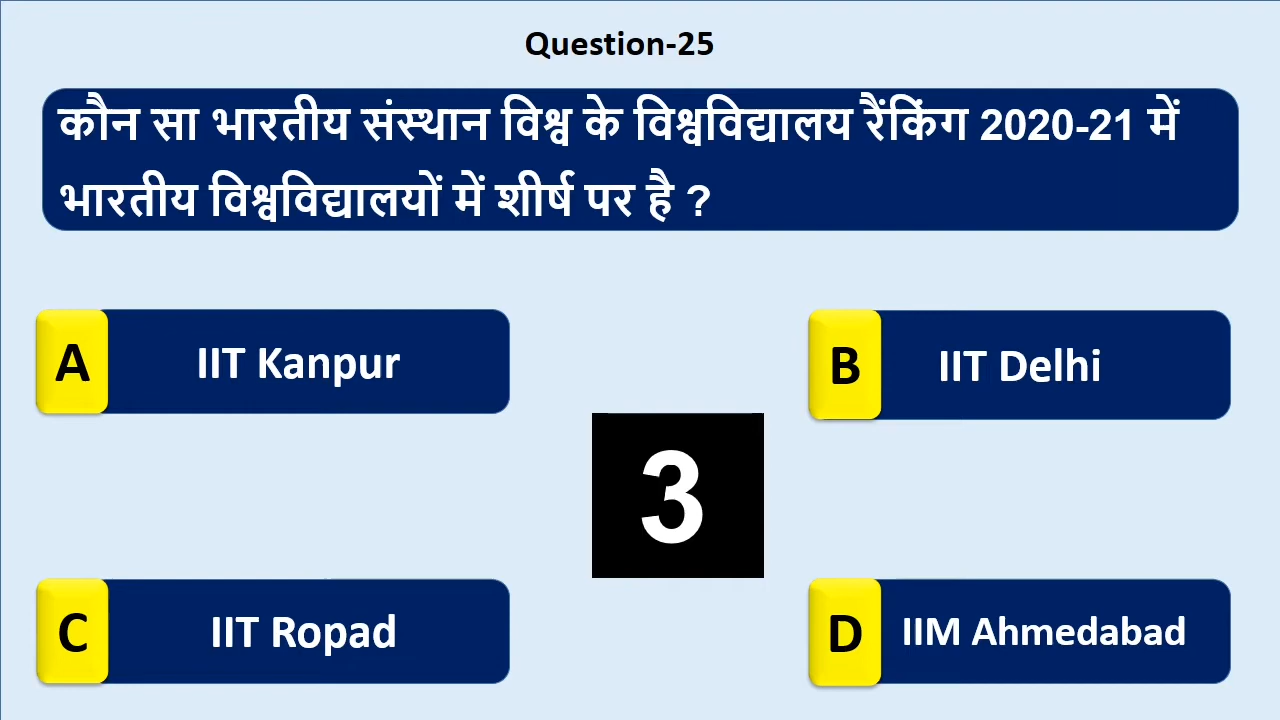 Question-25
कौन सा भारतीय संस्थान विश्व के विश्वविद्यालय रैंकिंग 2020-21 में
भारतीय विश्वविद्यालयों में शीर्ष पर है ?
A IIT Kanpur
B IIT Delhi
3
C IIT Ropad
D IIM Ahmedabad